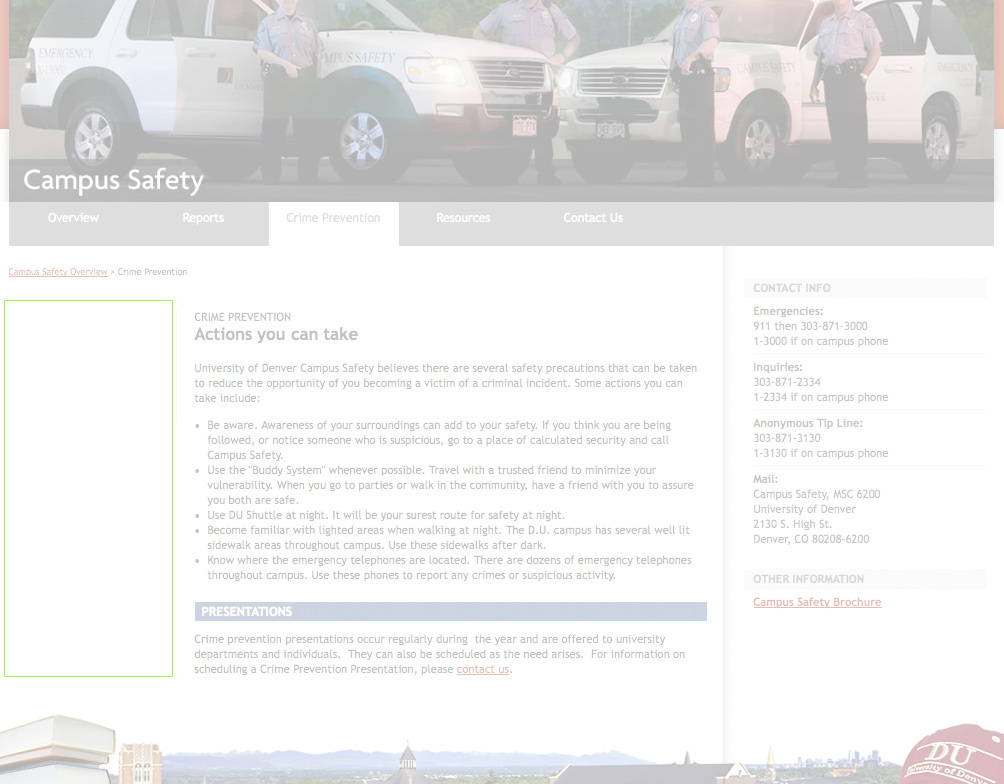 EMERGENCY
CAMPUS SAFETY
CAMPUS SAFETY
EMERGENCY
DENVER
Campus Safety
Overview
Reports
Crime Prevention
Resources
Contact Us
Campus Safety Overview > Crime Prevention
CRIME PREVENTION
Actions you can take
University of Denver Campus Safety believes there are several safety precautions that can be taken
to reduce the opportunity of you becoming a victim of a criminal incident. Some actions you can
take include:
• Be aware. Awareness of your surroundings can add to your safety. If you think you are being
followed, or notice someone who is suspicious, go to a place of calculated security and call
Campus Safety.
• Use the "Buddy System" whenever possible. Travel with a trusted friend to minimize your
vulnerability. When you go to parties or walk in the community, have a friend with you to assure
you both are safe.
• Use DU Shuttle at night. It will be your surest route for safety at night.
• Become familiar with lighted areas when walking at night. The D.U. campus has several well lit
sidewalk areas throughout campus. Use these sidewalks after dark.
• Know where the emergency telephones are located. There are dozens of emergency telephones
throughout campus. Use these phones to report any crimes or suspicious activity.
PRESENTATIONS
Crime prevention presentations occur regularly during the year and are offered to university
departments and individuals. They can also be scheduled as the need arises. For information on
scheduling a Crime Prevention Presentation, please contact us.
CONTACT INFO
Emergencies:
911 then 303-871-3000
1-3000 if on campus phone
Inquiries:
303-871-2334
1-2334 if on campus phone
Anonymous Tip Line:
303-871-3130
1-3130 if on campus phone
Mail:
Campus Safety, MSC 6200
University of Denver
2130 S. High St.
Denver, CO 80208-6200
OTHER INFORMATION
Campus Safety Brochure
DU
University of Denver